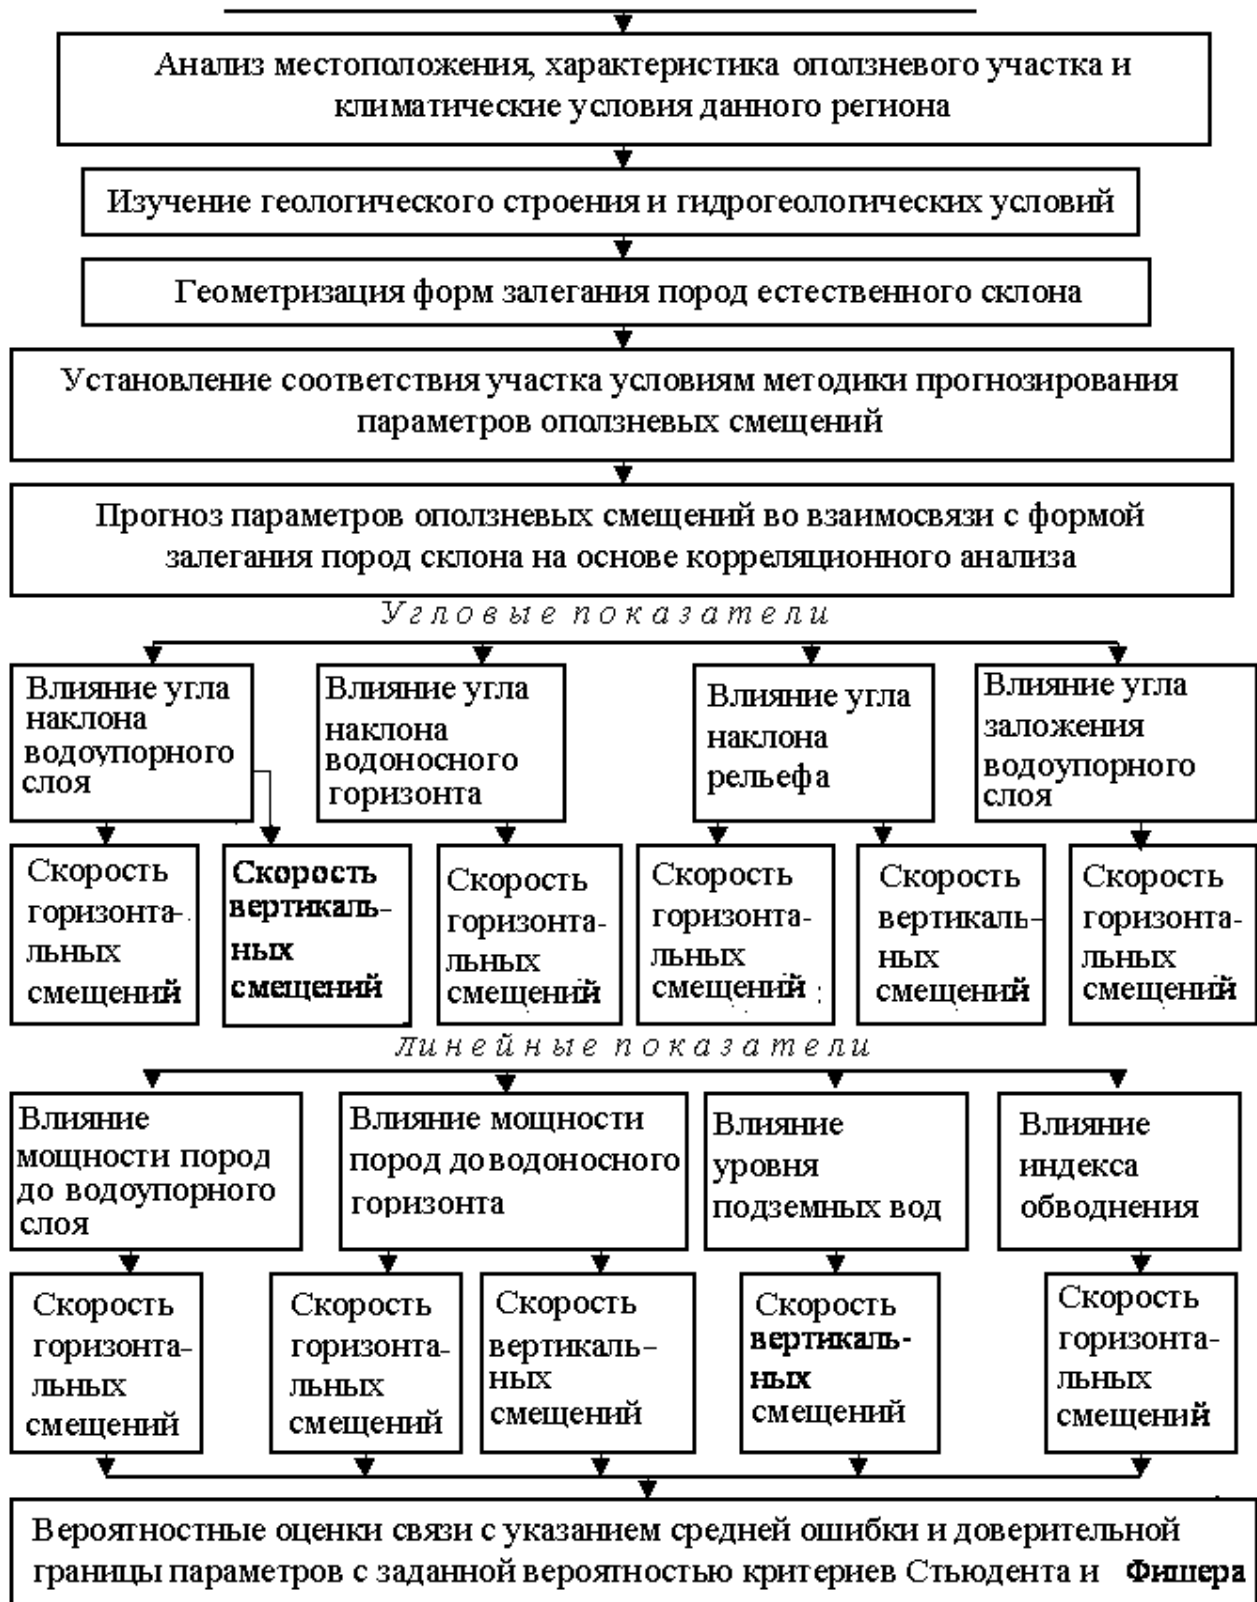 Анализ местоположения, характеристика оползневого участка и
климатические условия данного региона
Изучение геологического строения и гидрогеологических условий
Геометризация форм залегания пород естественного склона
Установление соответствия участка условиям методики прогнозирования
параметров оползневых смещений
Прогноз параметров оползневых смещений во взаимосвязи с формой
залегания пород склона на основе корреляционного анализа
Угловые показатели
Влияние угла
наклона
водоупорного
слоя
Влияние угла
наклона
водоносного
горизонта
Влияние угла
наклона
рельефа
Влияние угла
заложения
водоупорного
слоя
Скорость
горизонта-
льных
смещений
Скорость
вертикаль-
ных
смещений
Скорость
горизонта-
льных
смещений
Скорость
горизонта-
льных
смещений
Скорость
вертикаль-
ных
смещений
Скорость
горизонта-
льных
смещений
линейные показатели
Влияние
мощности пород
до водоупорного
слоя
Влияние мощности
пород до водоносного
горизонта
Влияние
уровня
подземных вод
Влияние
индекса
обводнения
Скорость
горизонта-
льных
смещений
Скорость
горизонта-
льных
смещений
Скорость
вертикаль-
ных
смещений
Скорость
вертикаль-
ных
смещений
Скорость
горизонта-
льных
смещений
Вероятностные оценки связи с указанием средней ошибки и доверительной
границы параметров с заданной вероятностью критериев Стьюдента и Фишера